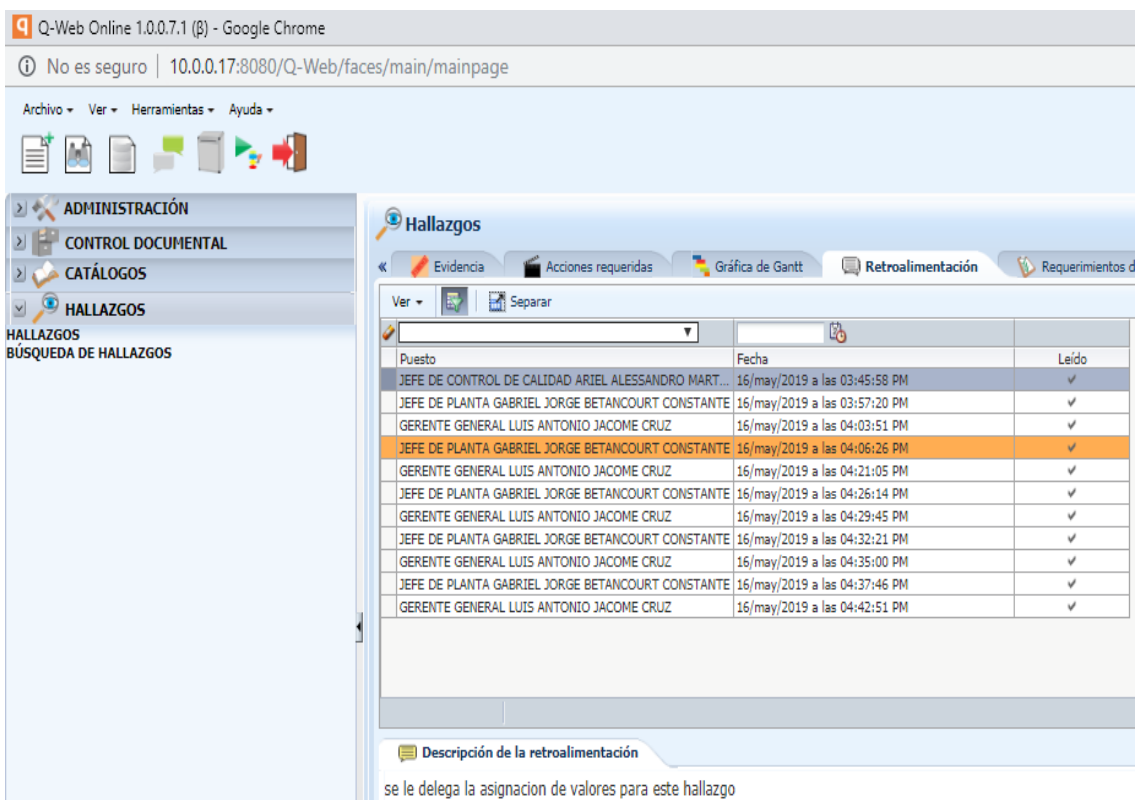 Q-Web Online 1.0.0.7.1 (β) - Google Chrome
No es seguro | 10.0.0.17:8080/Q-Web/faces/main/mainpage
Archivo Ver Herramientas Ayuda
ADMINISTRACIÓN
CONTROL DOCUMENTAL
CATÁLOGOS
HALLAZGOS
HALLAZGOS
BÚSQUEDA DE HALLAZGOS
Hallazgos
« Evidencia Acciones requeridas Gráfica de Gantt Retroalimentación Requerimientos d
Ver Separar
Puesto Fecha Leído
JEFE DE CONTROL DE CALIDAD ARIEL ALESSANDRO MART... 16/may/2019 a las 03:45:58 PM ✓
JEFE DE PLANTA GABRIEL JORGE BETANCOURT CONSTANTE 16/may/2019 a las 03:57:20 PM ✓
GERENTE GENERAL LUIS ANTONIO JACOME CRUZ 16/may/2019 a las 04:03:51 PM ✓
JEFE DE PLANTA GABRIEL JORGE BETANCOURT CONSTANTE 16/may/2019 a las 04:06:26 PM ✓
GERENTE GENERAL LUIS ANTONIO JACOME CRUZ 16/may/2019 a las 04:21:05 PM ✓
JEFE DE PLANTA GABRIEL JORGE BETANCOURT CONSTANTE 16/may/2019 a las 04:26:14 PM ✓
GERENTE GENERAL LUIS ANTONIO JACOME CRUZ 16/may/2019 a las 04:29:45 PM ✓
JEFE DE PLANTA GABRIEL JORGE BETANCOURT CONSTANTE 16/may/2019 a las 04:32:21 PM ✓
GERENTE GENERAL LUIS ANTONIO JACOME CRUZ 16/may/2019 a las 04:35:00 PM ✓
JEFE DE PLANTA GABRIEL JORGE BETANCOURT CONSTANTE 16/may/2019 a las 04:37:46 PM ✓
GERENTE GENERAL LUIS ANTONIO JACOME CRUZ 16/may/2019 a las 04:42:51 PM ✓
Descripción de la retroalimentación
se le delega la asignacion de valores para este hallazgo